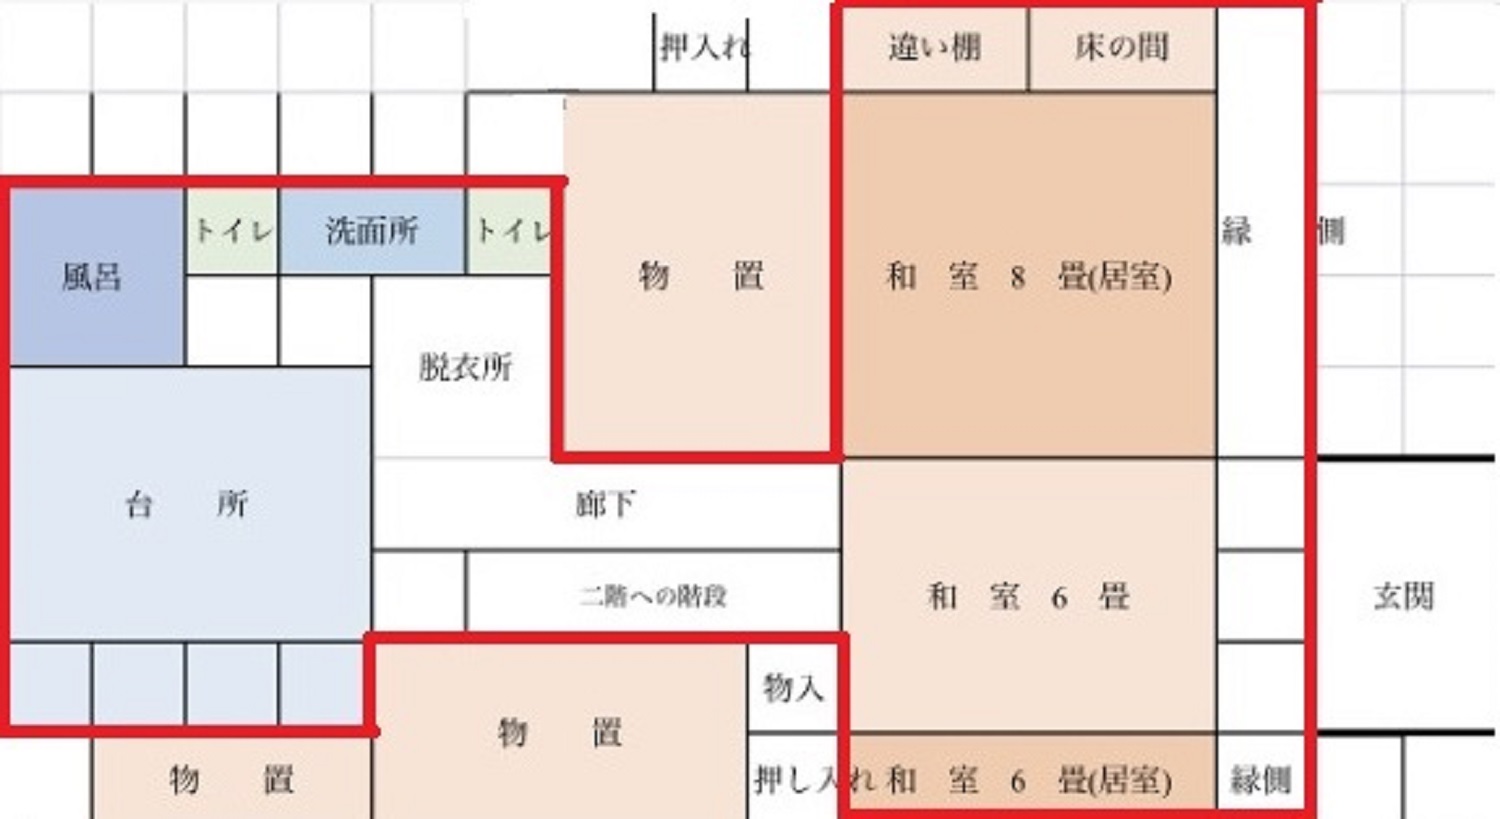 押入れ
違い棚
床の間
トイレ
洗面所
トイレ
縁側
風呂
物置
和室8畳(居室)
脱衣所
台所
廊下
二階への階段
和室6畳
玄関
物入
物置
物置
押し入れ
和室6畳(居室)
縁側